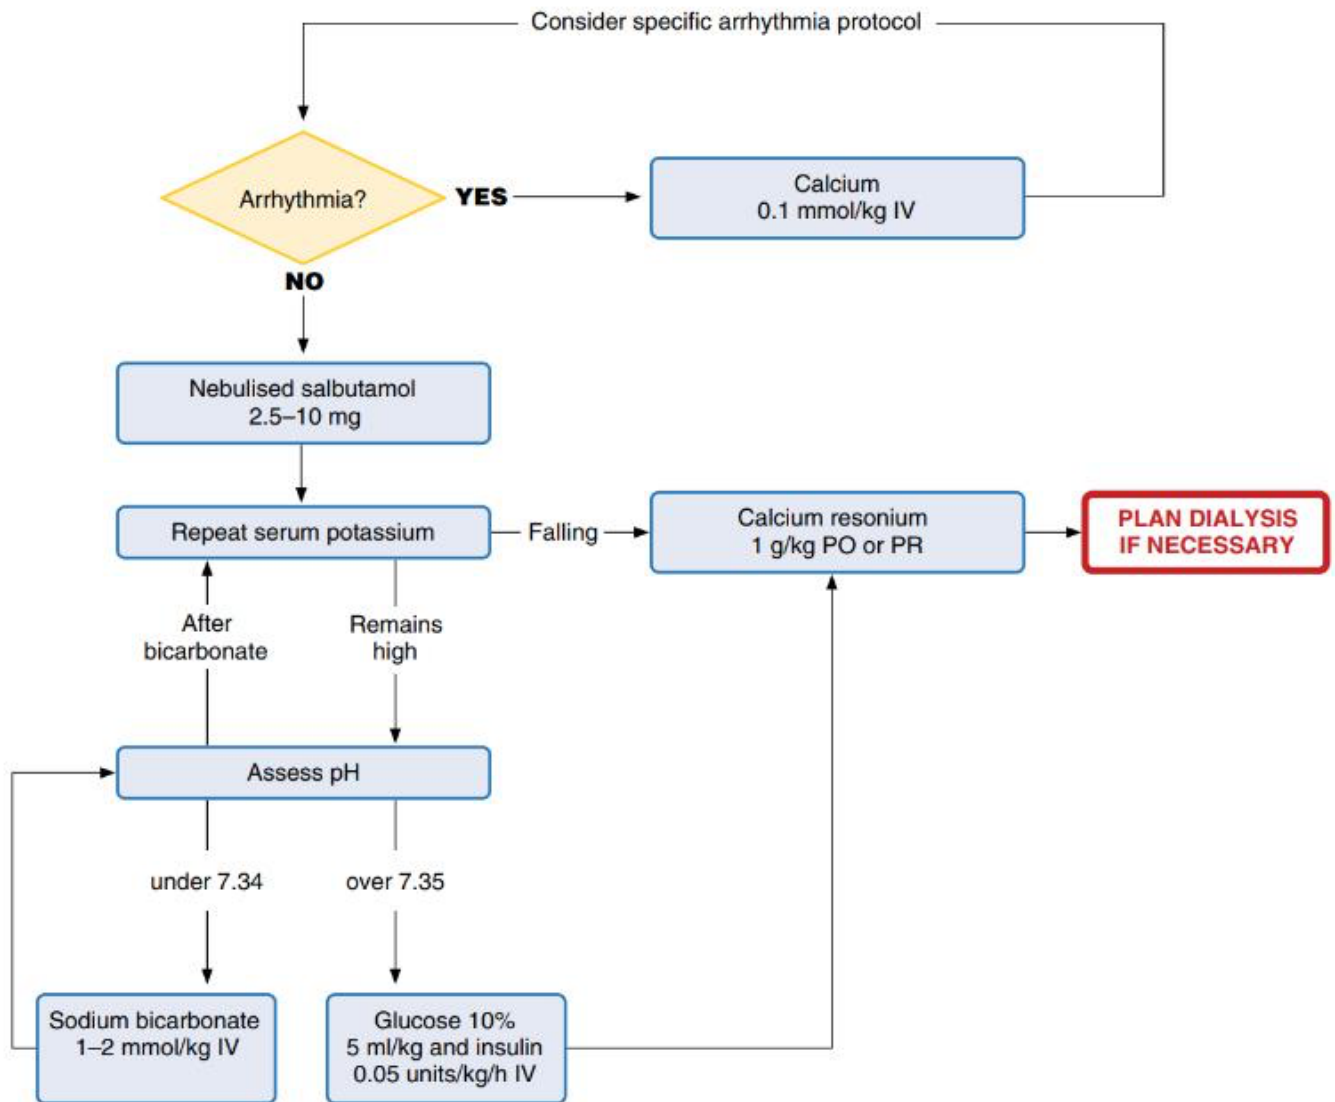 Consider specific arrhythmia protocol
Arrhythmia?
YES
Calcium
0.1 mmol/kg IV
NO
Nebulised salbutamol
2.5–10 mg
Repeat serum potassium
Falling
Calcium resonium
1 g/kg PO or PR
PLAN DIALYSIS
IF NECESSARY
After
bicarbonate
Remains
high
Assess pH
under 7.34
over 7.35
Sodium bicarbonate
1–2 mmol/kg IV
Glucose 10%
5 ml/kg and insulin
0.05 units/kg/h IV